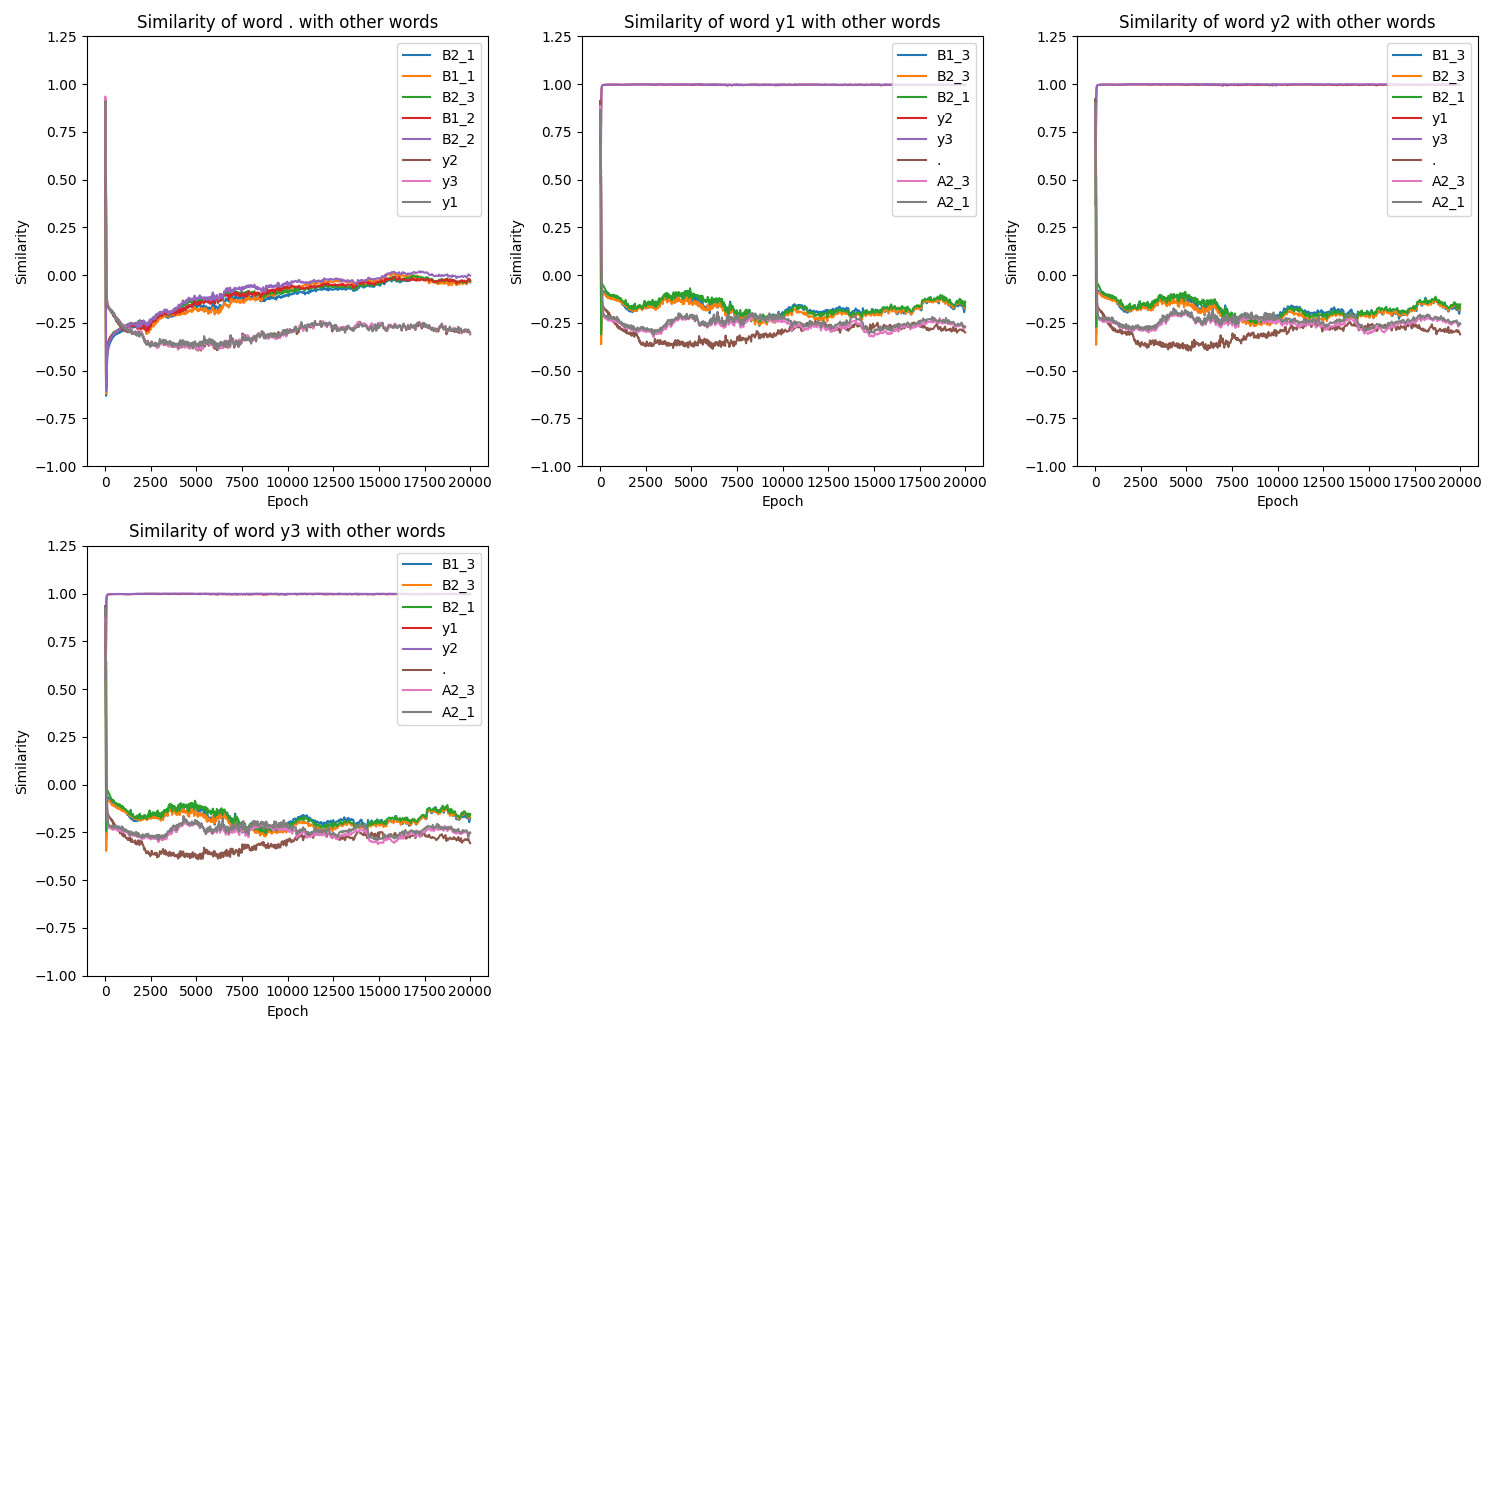 Similarity of word . with other words
1.25
1.00
0.75
0.50
0.25
0.00
−0.25
−0.50
−0.75
−1.00
Similarity
0 2500 5000 7500 10000 12500 15000 17500 20000
Epoch
B2_1
B1_1
B2_3
B1_2
B2_2
y2
y3
y1
Similarity of word y1 with other words
1.25
1.00
0.75
0.50
0.25
0.00
−0.25
−0.50
−0.75
−1.00
Similarity
0 2500 5000 7500 10000 12500 15000 17500 20000
Epoch
B1_3
B2_3
B2_1
y2
y3
.
A2_3
A2_1
Similarity of word y2 with other words
1.25
1.00
0.75
0.50
0.25
0.00
−0.25
−0.50
−0.75
−1.00
Similarity
0 2500 5000 7500 10000 12500 15000 17500 20000
Epoch
B1_3
B2_3
B2_1
y1
y3
.
A2_3
A2_1
Similarity of word y3 with other words
1.25
1.00
0.75
0.50
0.25
0.00
−0.25
−0.50
−0.75
−1.00
Similarity
0 2500 5000 7500 10000 12500 15000 17500 20000
Epoch
B1_3
B2_3
B2_1
y1
y2
.
A2_3
A2_1